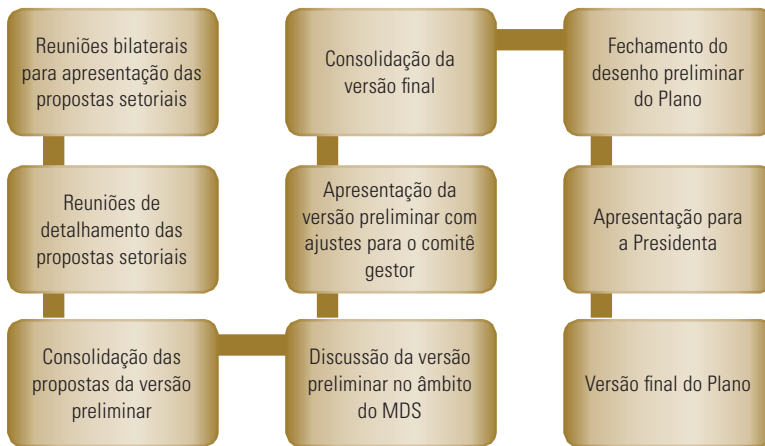 Reuniões bilaterais
para apresentação das
propostas setoriais
Reuniões de
detalhamento das
propostas setoriais
Consolidação das
propostas da versão
preliminar
Discussão da versão
preliminar no âmbito
do MDS
Apresentação da
versão preliminar com
ajustes para o comitê
gestor
Consolidação da
versão final
Fechamento do
desenho preliminar
do Plano
Apresentação para
a Presidenta
Versão final do Plano